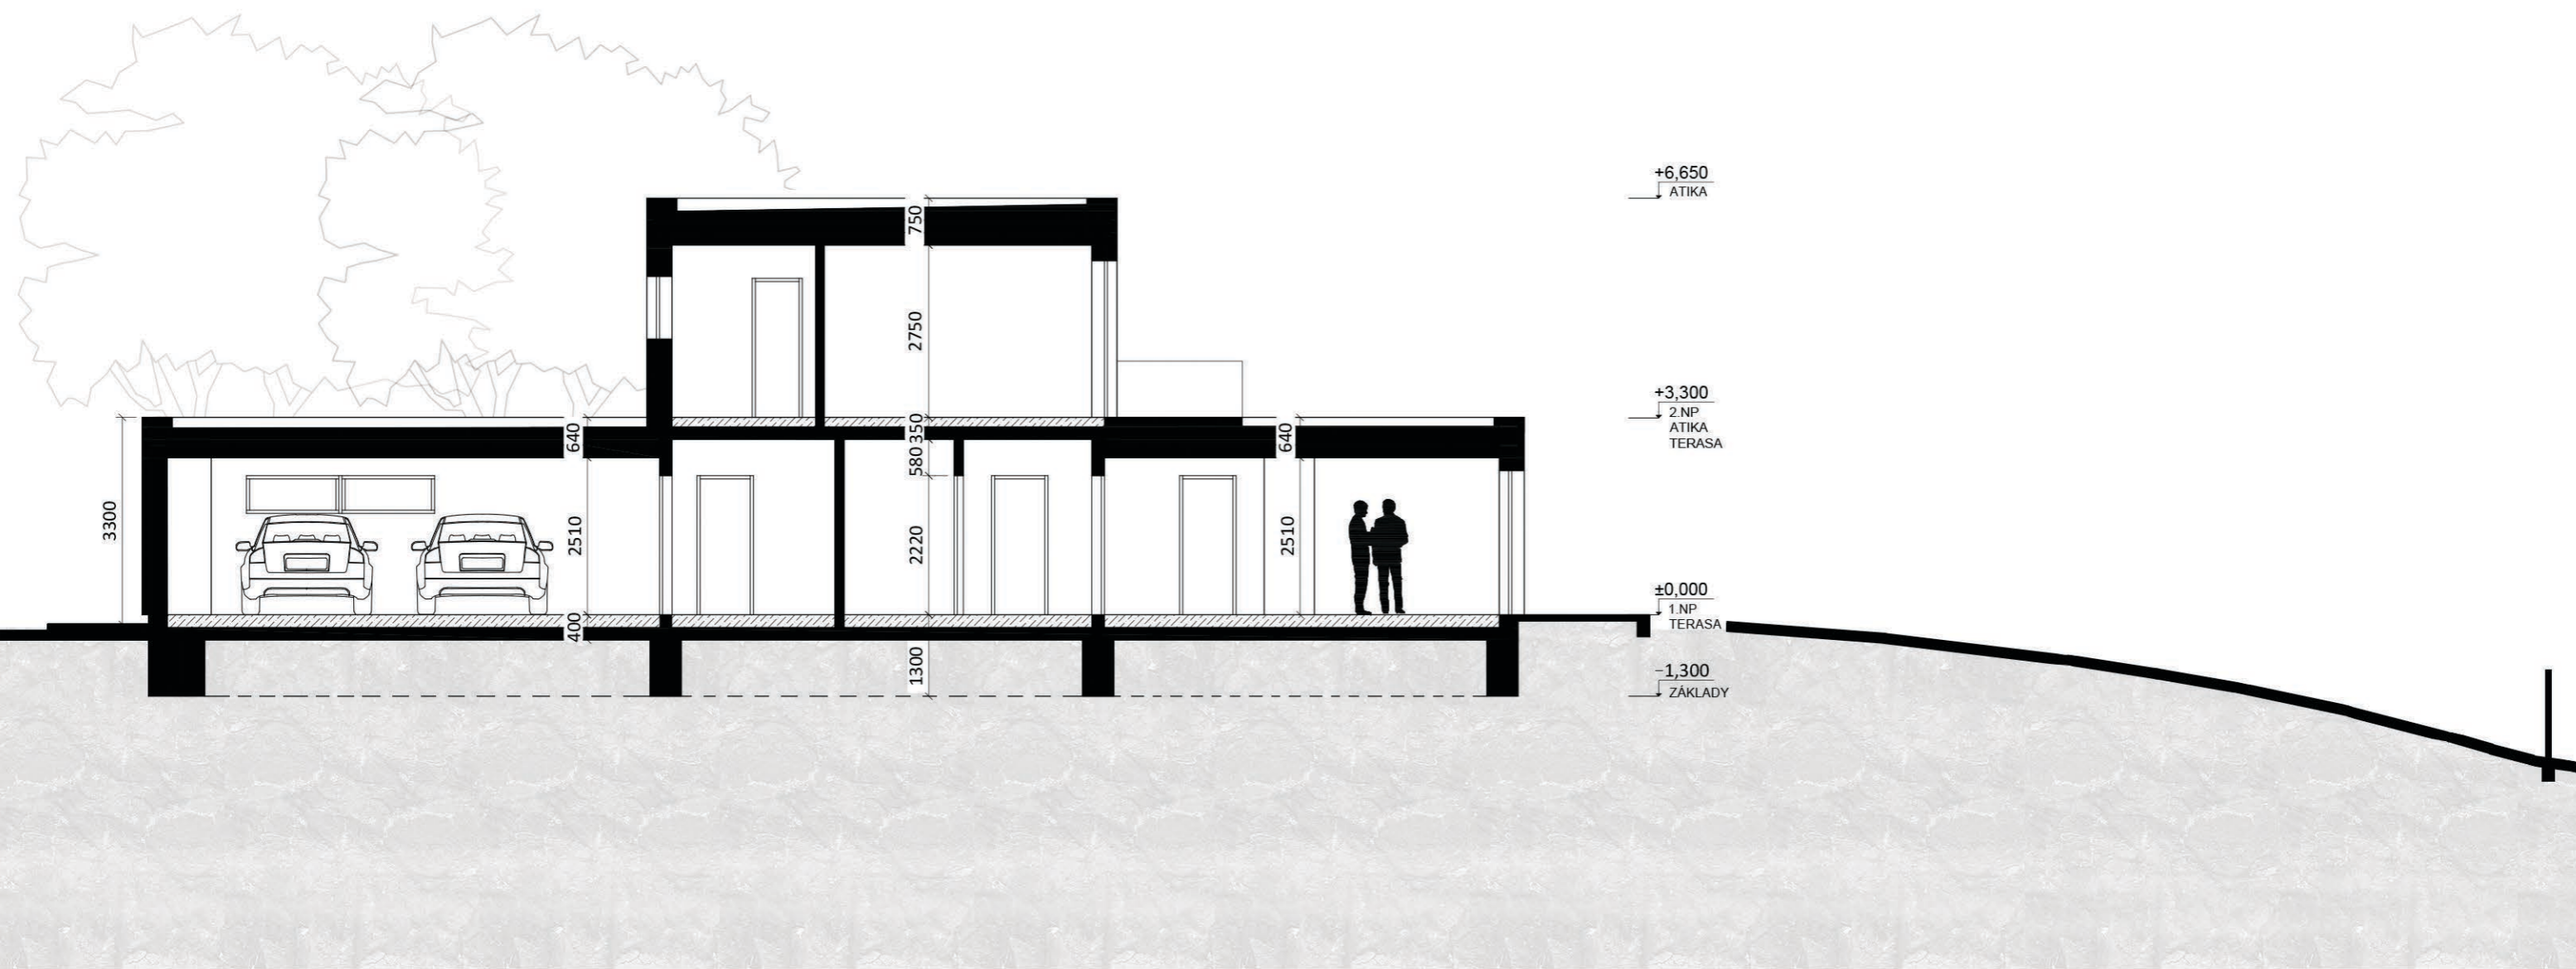 +6,650
ATIKA
750
2750
+3,300
2.NP
ATIKA
TERASA
640
350
640
580
3300
2510
2220
2510
±0,000
1.NP
TERASA
400
1300
-1,300
ZÁKLADY